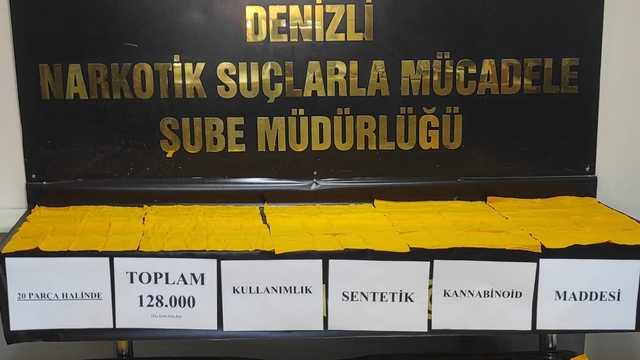 DENİZLİ
NARKOTİK SUÇLARLA MÜCADELE
ŞUBE MÜDÜRLÜĞÜ
20 PARÇA HALİNDE
TOPLAM
128.000
KULLANIMLIK
SENTETİK
KANNABİNOİD
MADDESİ